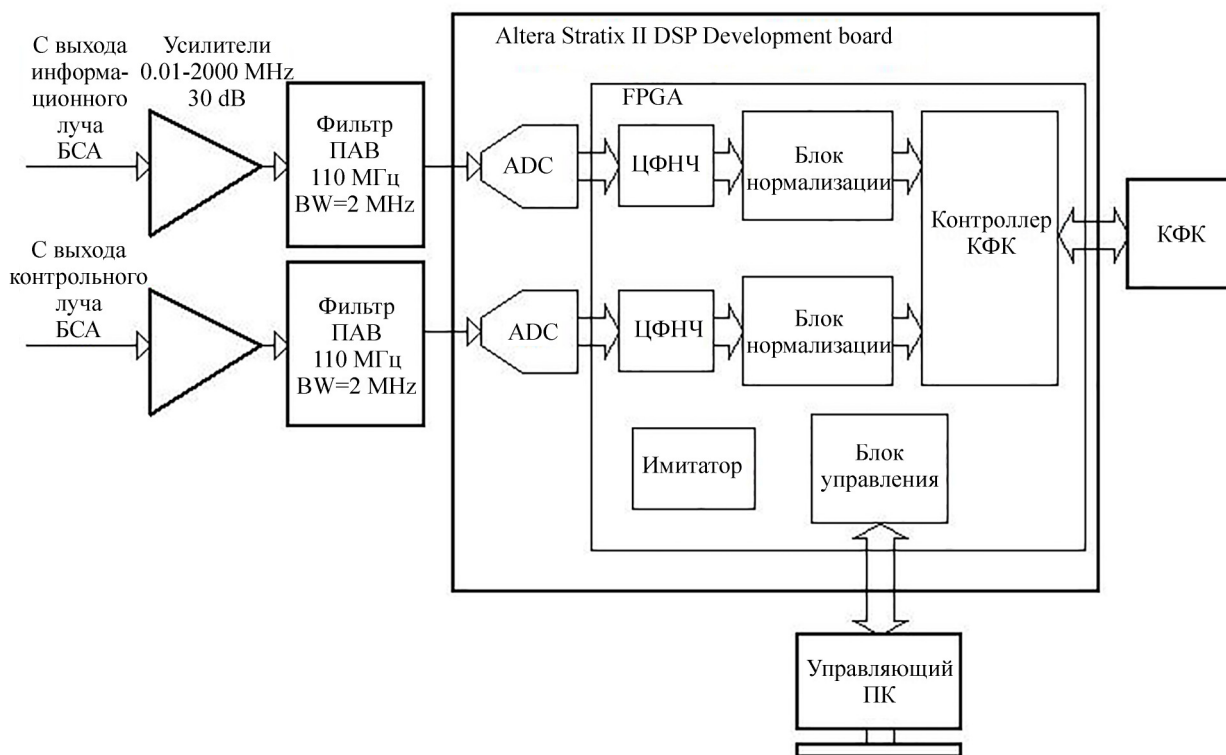 Altera Stratix II DSP Development board
С выхода
информа-
ционного
луча
БСА
Усилители
0.01-2000 MHz
30 dB
Фильтр
ПАВ
110 МГц
BW=2 MHz
ADC
FPGA
ЦФНЧ
Блок
нормализации
Контроллер
КФК
КФК
С выхода
контрольного
луча
БСА
Фильтр
ПАВ
110 МГц
BW=2 MHz
ADC
ЦФНЧ
Блок
нормализации
Имитатор
Блок
управления
Управляющий
ПК